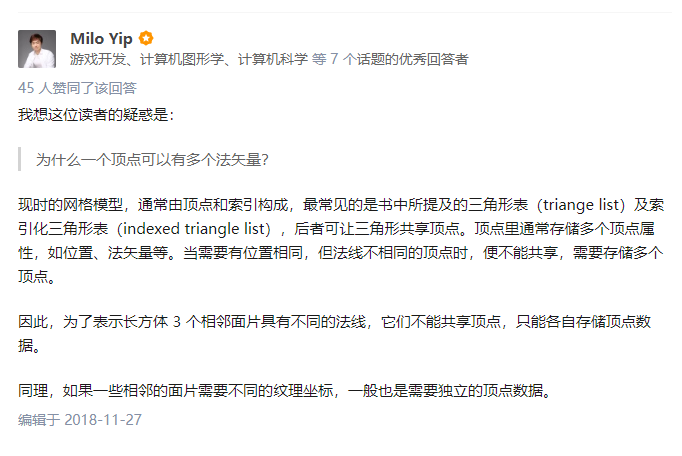 Milo Yip
游戏开发、计算机图形学、计算机科学 等 7 个话题的优秀回答者
45 人赞同了该回答
我想这位读者的疑惑是：
为什么一个顶点可以有多个法矢量？
现时的网格模型，通常由顶点和索引构成，最常见的是书中所提及的三角形表（triange list）及索
引化三角形表（indexed triangle list），后者可让三角形共享顶点。顶点里通常存储多个顶点属
性，如位置、法矢量等。当需要有位置相同，但法线不相同的顶点时，便不能共享，需要存储多个
顶点。
因此，为了表示长方体 3 个相邻面片具有不同的法线，它们不能共享顶点，只能各自存储顶点数
据。
同理，如果一些相邻的面片需要不同的纹理坐标，一般也是需要独立的顶点数据。
编辑于 2018-11-27